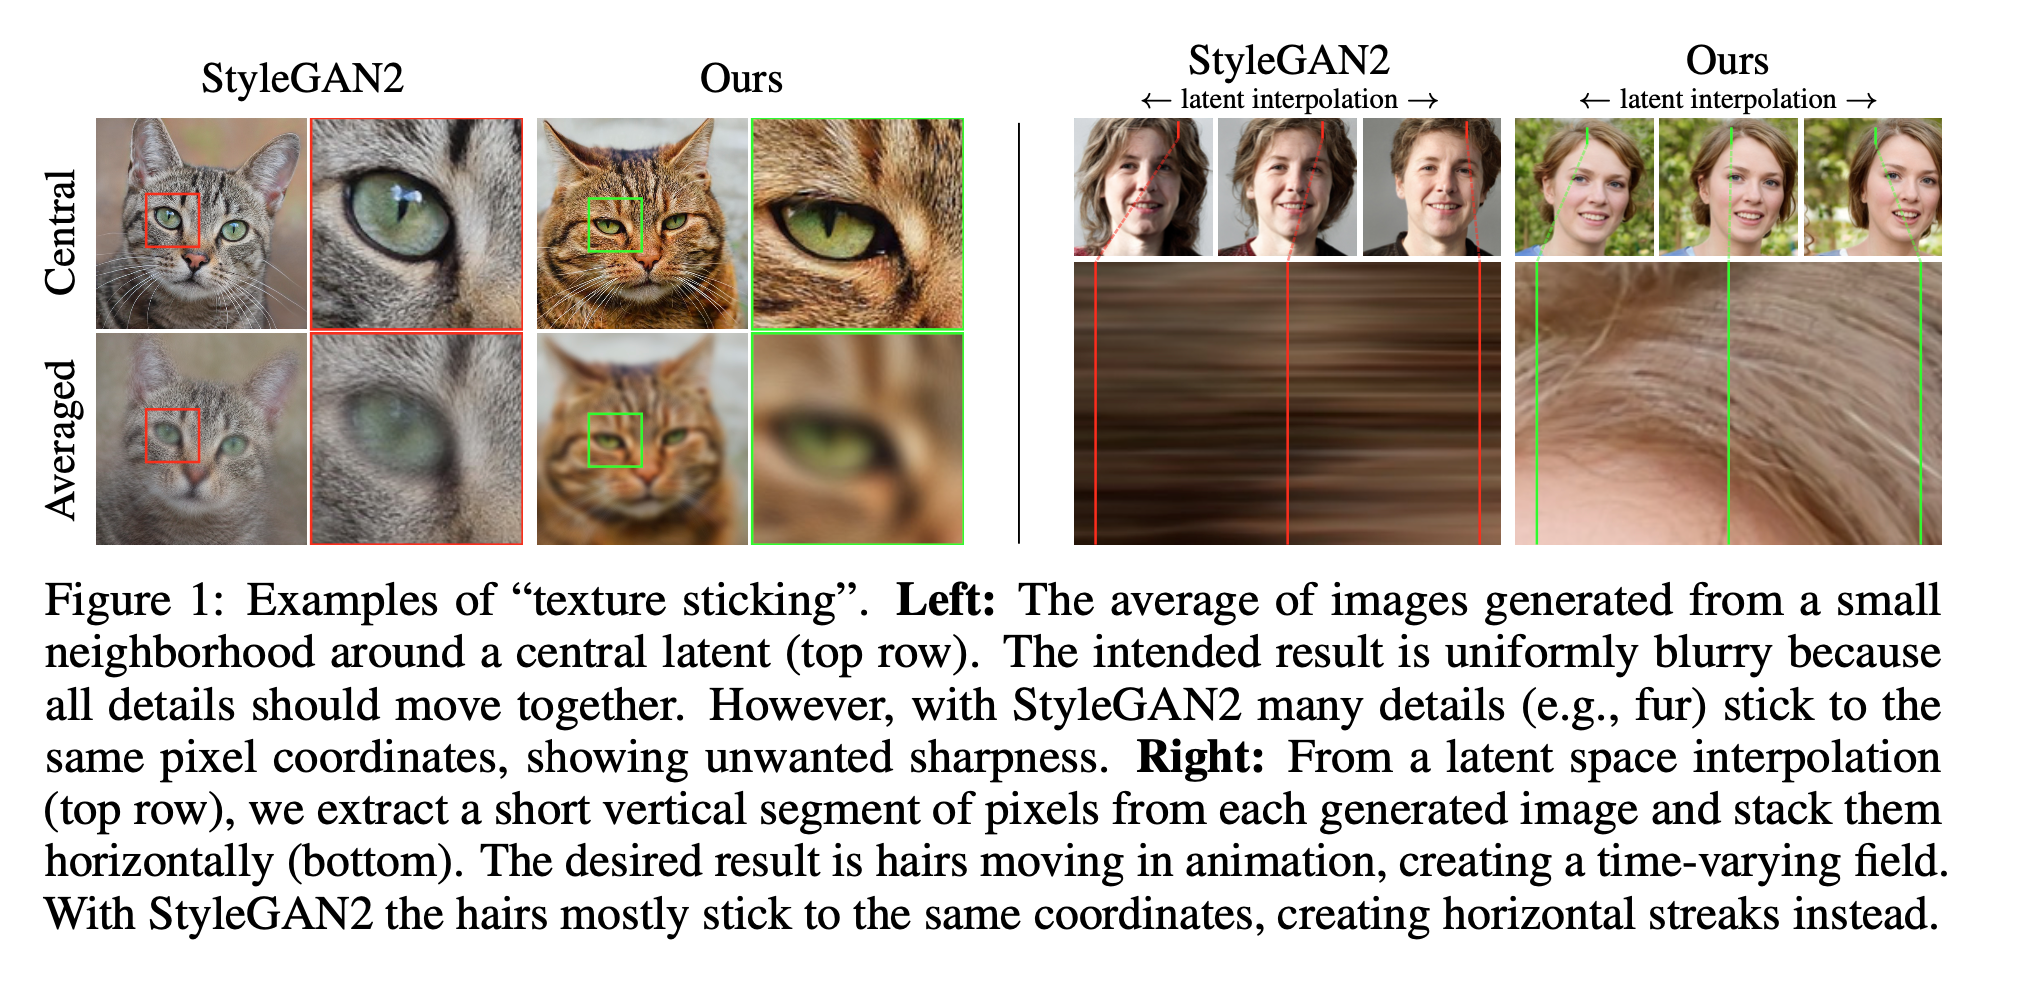 StyleGAN2
Ours
Central
Averaged
StyleGAN2
← latent interpolation →
Ours
← latent interpolation →
Figure 1: Examples of “texture sticking”. Left: The average of images generated from a small
neighborhood around a central latent (top row). The intended result is uniformly blurry because
all details should move together. However, with StyleGAN2 many details (e.g., fur) stick to the
same pixel coordinates, showing unwanted sharpness. Right: From a latent space interpolation
(top row), we extract a short vertical segment of pixels from each generated image and stack them
horizontally (bottom). The desired result is hairs moving in animation, creating a time-varying field.
With StyleGAN2 the hairs mostly stick to the same coordinates, creating horizontal streaks instead.